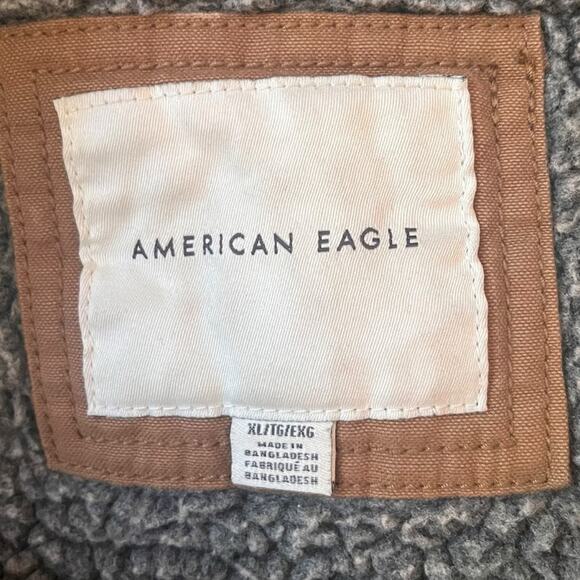 AMERICAN EAGLE
XL/TG/EXG
MADE IN
BANGLADESH
FABRIQUÉ AU
BANGLADESH